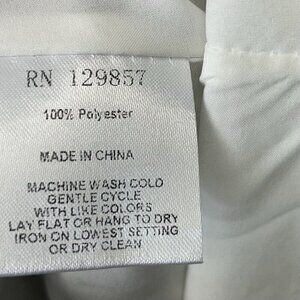 RN 129857
100% Polyester
MADE IN CHINA
MACHINE WASH COLD
GENTLE CYCLE
WITH LIKE COLORS
LAY FLAT OR HANG TO DRY
IRON ON LOWEST SETTING
OR DRY CLEAN